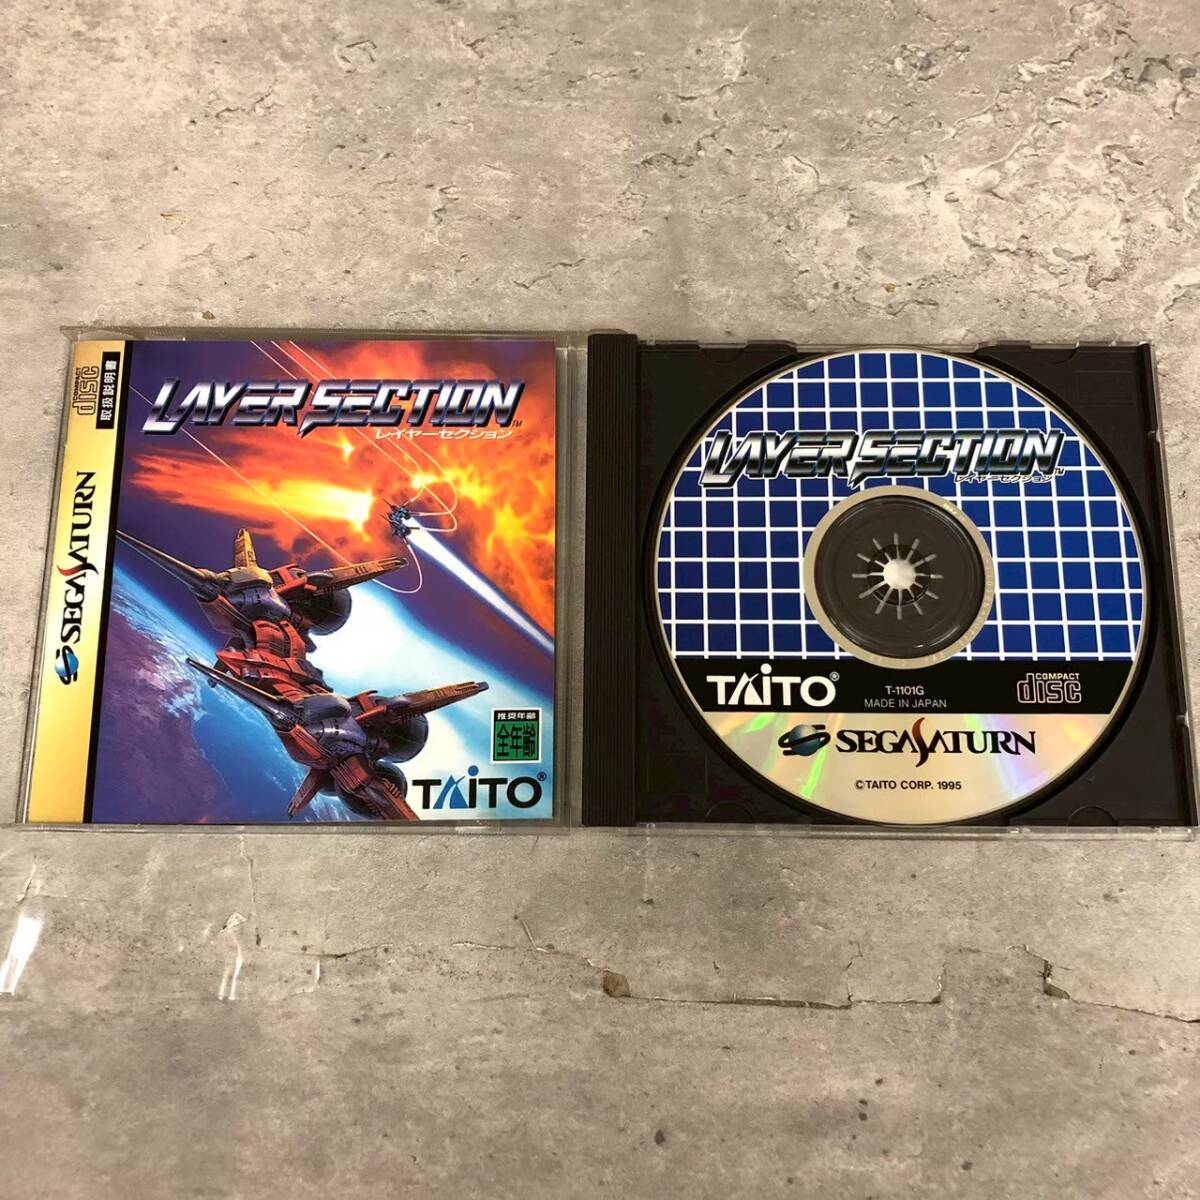 COMPACT
disc
取扱説明書
SEGA SATURN
LAYER SECTION™
レイヤーセクション
推奨年齢
全年齢
TAITO®
LAYER SECTION™
レイヤーセクション
TAITO®
T-1101G
MADE IN JAPAN
COMPACT
disc
SEGA SATURN
©TAITO CORP. 1995